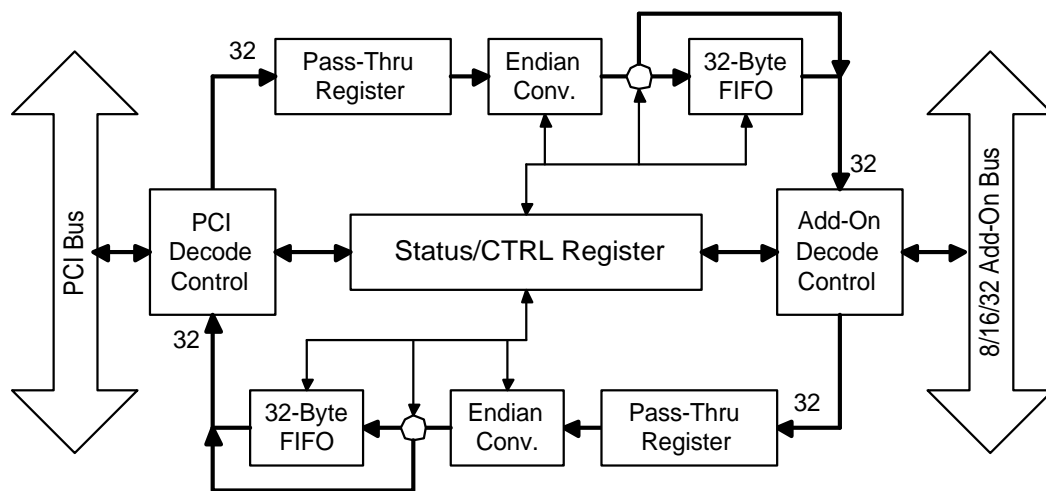 32
Pass-Thru
Register
Endian
Conv.
32-Byte
FIFO
32
PCI Bus
PCI
Decode
Control
Status/CTRL Register
Add-On
Decode
Control
8/16/32 Add-On Bus
32
32-Byte
FIFO
Endian
Conv.
Pass-Thru
Register
32